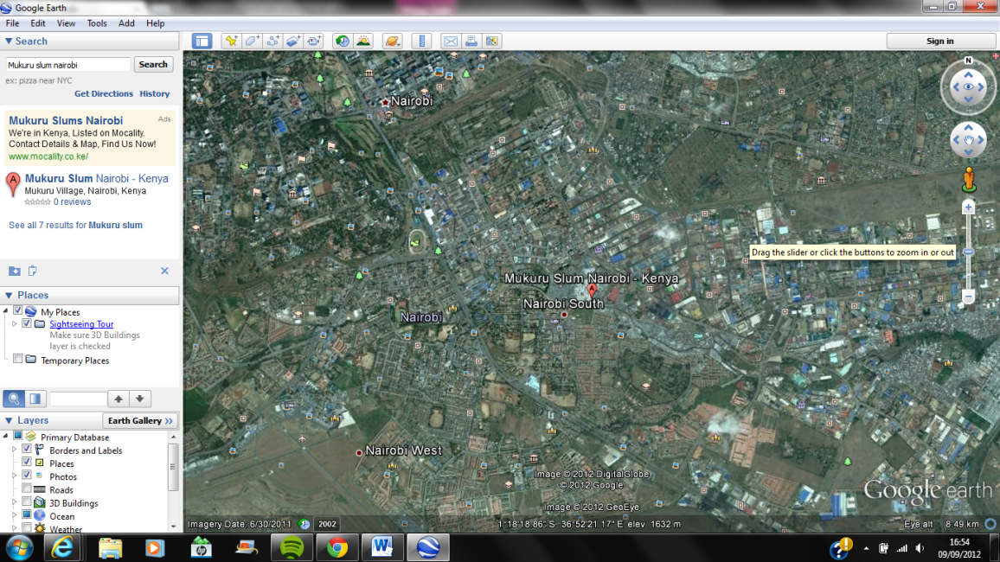 Google Earth
File Edit View Tools Add Help
Search
Sign in
Mukuru slum nairobi
Search
ex: pizza near NYC
Get Directions History
Mukuru Slums Nairobi
Ads
We're in Kenya, Listed on Mocality.
Contact Details & Map, Find Us Now!
www.mocality.co.ke/
A
Mukuru Slum Nairobi - Kenya
Mukuru Village, Nairobi, Kenya
0 reviews
See all 7 results for Mukuru slum
Places
My Places
Sightseeing Tour
Make sure 3D Buildings
layer is checked
Temporary Places
Layers
Earth Gallery »
Primary Database
Borders and Labels
Places
Photos
Roads
3D Buildings
Ocean
Weather
N
Nairobi
Drag the slider or click the buttons to zoom in or out
Mukuru Slum Nairobi - Kenya
A
Nairobi South
Nairobi
Nairobi West
Image © 2012 DigitalGlobe
© 2012 Google
Image © 2012 GeoEye
Google earth
Imagery Date: 6/30/2011
2002
1°18'18.86" S 36°52'21.17" E elev 1632 m
Eye alt 8.49 km
hp
W
16:54
09/09/2012